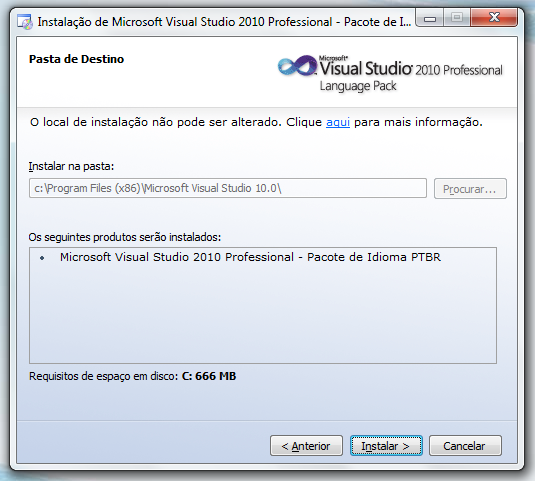 Instalação de Microsoft Visual Studio 2010 Professional - Pacote de I...
Pasta de Destino
Microsoft®
Visual Studio® 2010 Professional
Language Pack
O local de instalação não pode ser alterado. Clique aqui para mais informação.
Instalar na pasta:
c:\Program Files (x86)\Microsoft Visual Studio 10.0\
Procurar...
Os seguintes produtos serão instalados:
• Microsoft Visual Studio 2010 Professional - Pacote de Idioma PTBR
Requisitos de espaço em disco: C: 666 MB
< Anterior
Instalar >
Cancelar